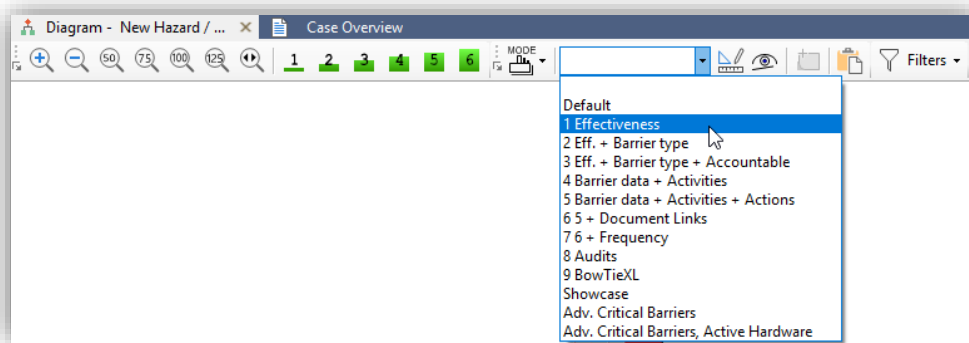 Diagram - New Hazard / ... Case Overview
50 75 100 125 1 2 3 4 5 6 MODE Filters
Default
1 Effectiveness
2 Eff. + Barrier type
3 Eff. + Barrier type + Accountable
4 Barrier data + Activities
5 Barrier data + Activities + Actions
6 5 + Document Links
7 6 + Frequency
8 Audits
9 BowTieXL
Showcase
Adv. Critical Barriers
Adv. Critical Barriers, Active Hardware